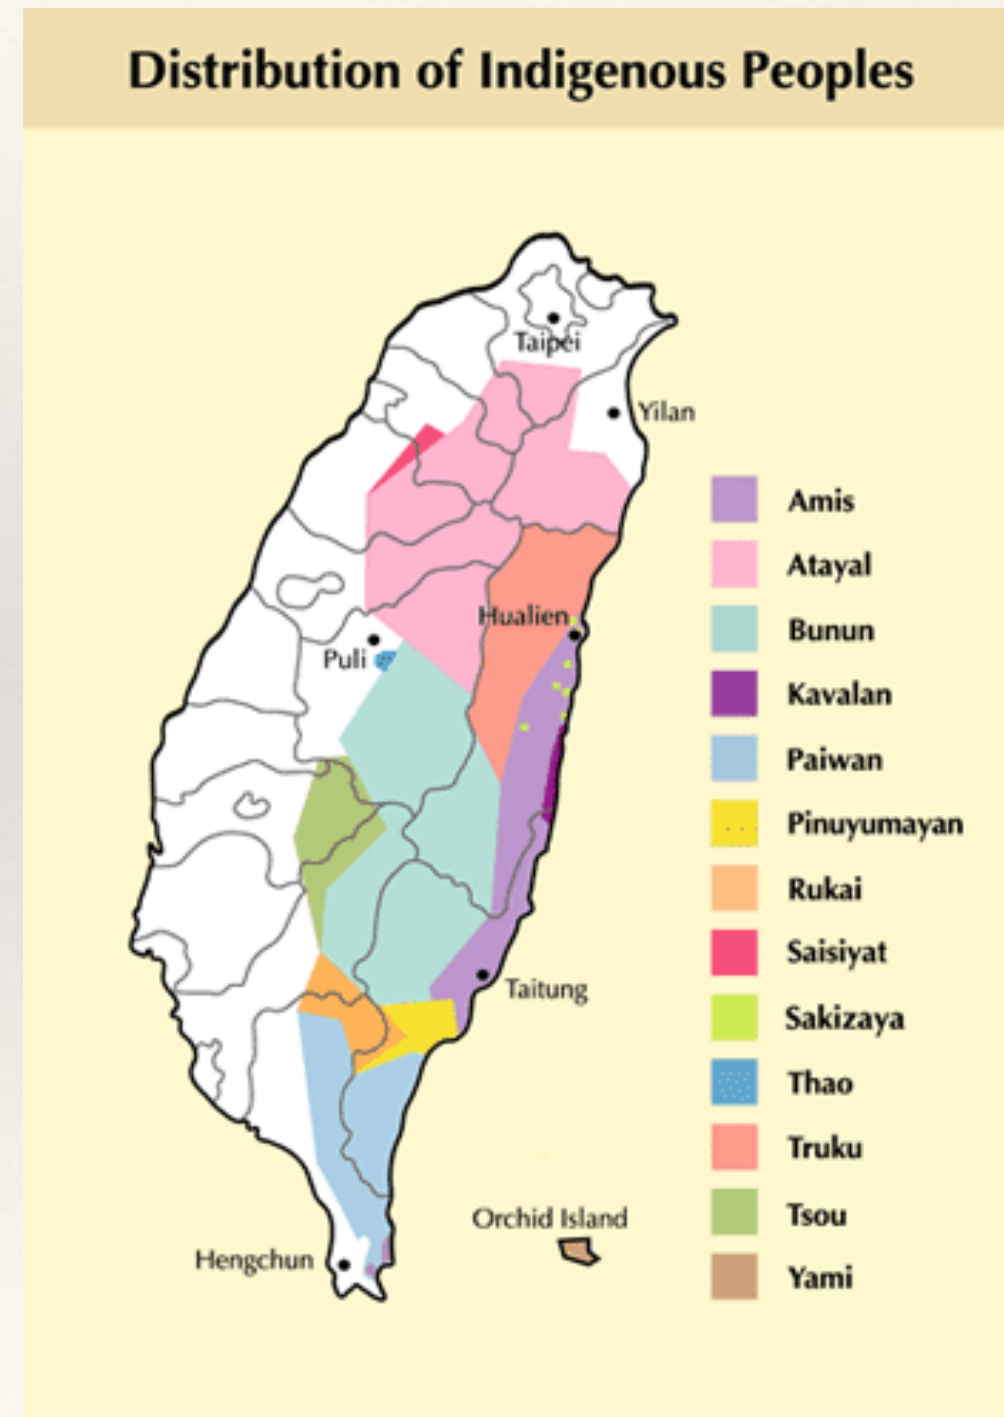 Distribution of Indigenous Peoples
Taipei
Yilan
Hualien
Puli
Taitung
Orchid Island
Hengchun
Amis
Atayal
Bunun
Kavalan
Paiwan
Pinuyumayan
Rukai
Saisiyat
Sakizaya
Thao
Truku
Tsou
Yami